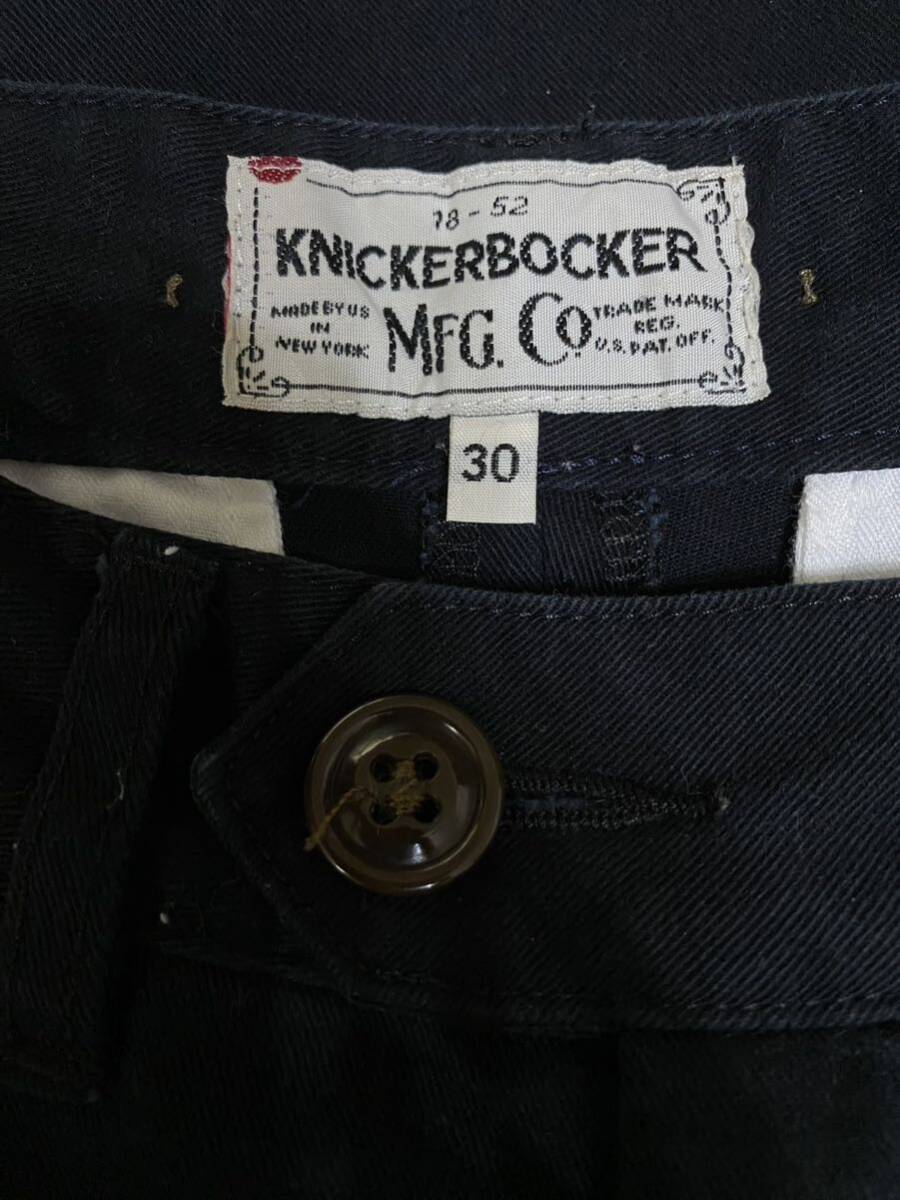 18-52
KNICKERBOCKER
MADE BY US
IN
NEW YORK
MFG. CO.
TRADE MARK
REG.
U.S. PAT. OFF.
30